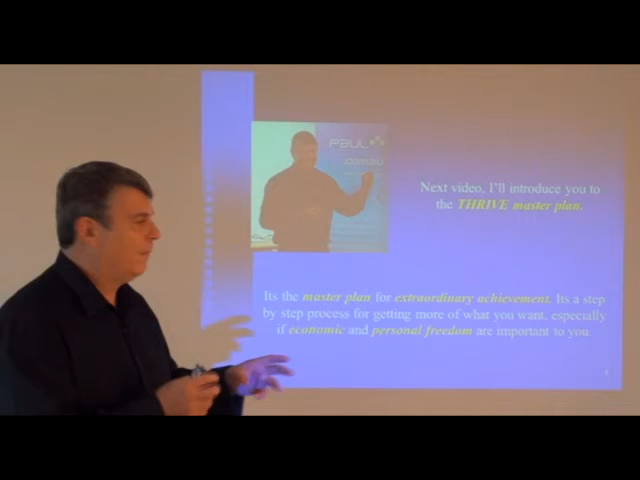 PAUL
.com.au
Next video, I'll introduce you to
the THRIVE master plan.
Its the master plan for extraordinary achievement. Its a step
by step process for getting more of what you want, especially
if economic and personal freedom are important to you.